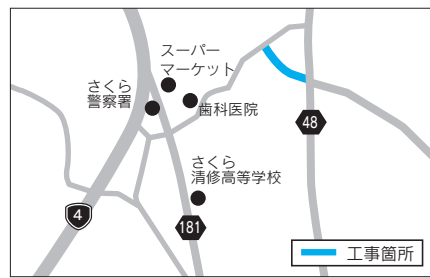 スーパー
マーケット
さくら
警察署
歯科医院
48
さくら
清修高等学校
4
181
工事箇所